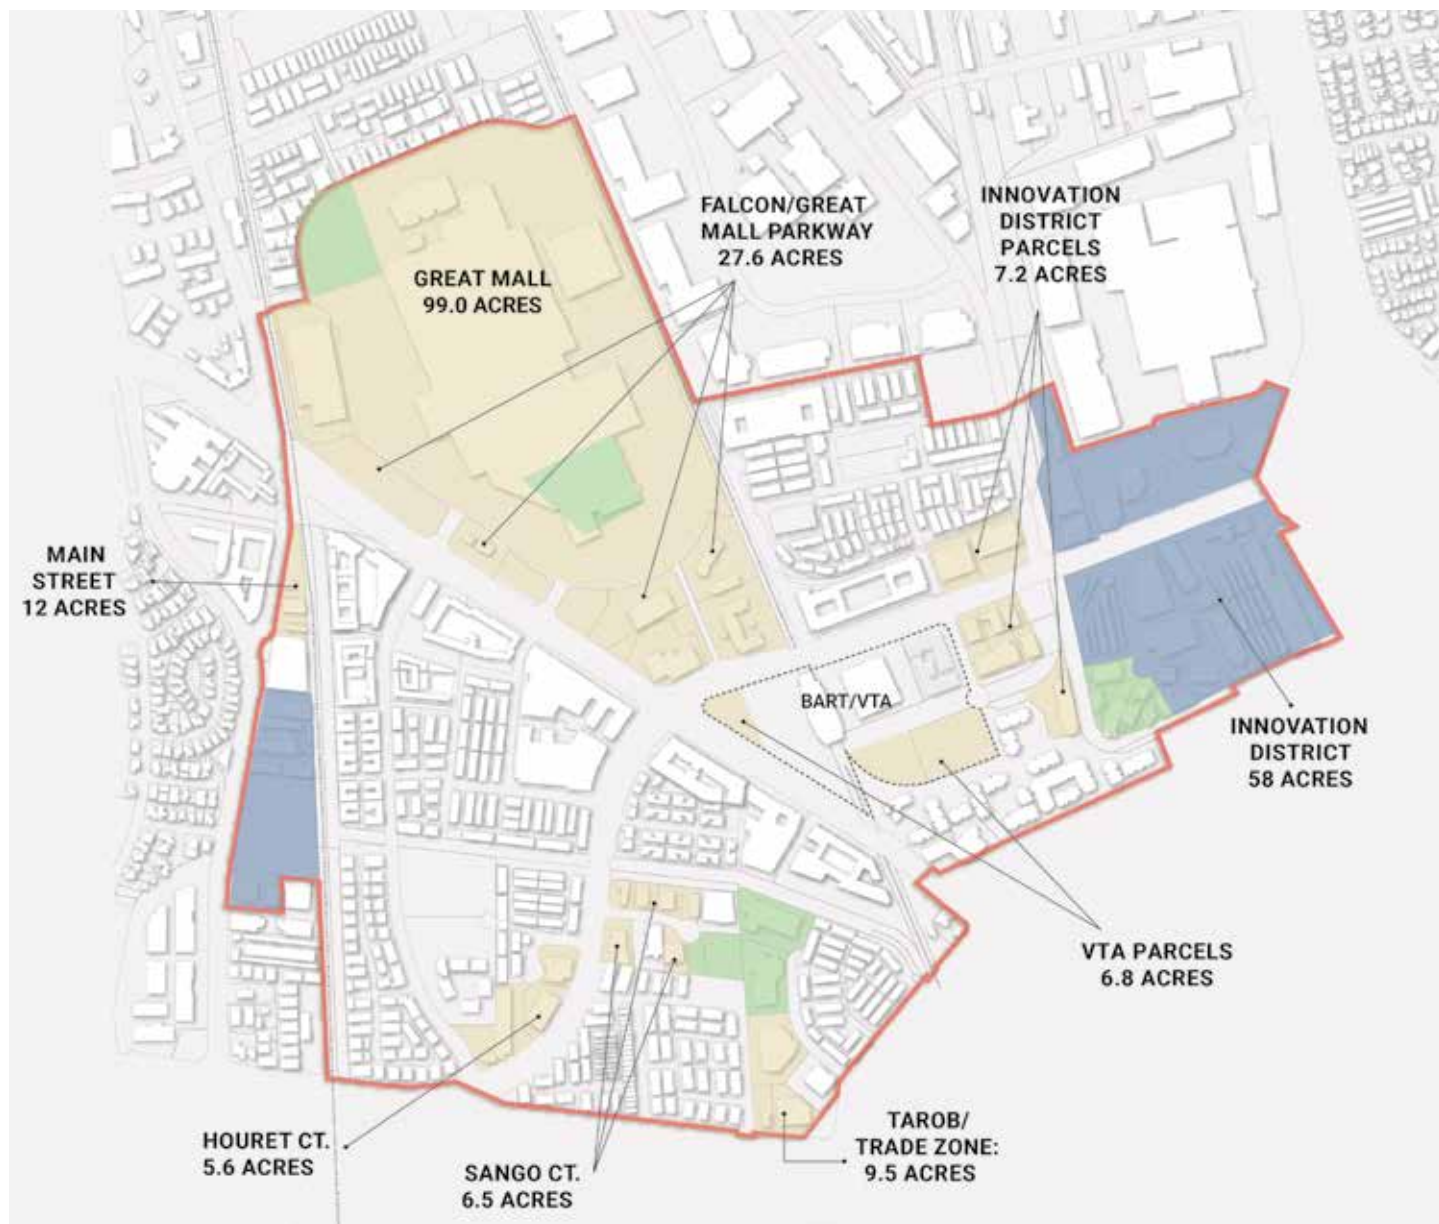 FALCON/GREAT
MALL PARKWAY
27.6 ACRES
INNOVATION
DISTRICT
PARCELS
7.2 ACRES
GREAT MALL
99.0 ACRES
MAIN
STREET
12 ACRES
BART/VTA
INNOVATION
DISTRICT
58 ACRES
VTA PARCELS
6.8 ACRES
HOURET CT.
5.6 ACRES
SANGO CT.
6.5 ACRES
TAROB/
TRADE ZONE:
9.5 ACRES